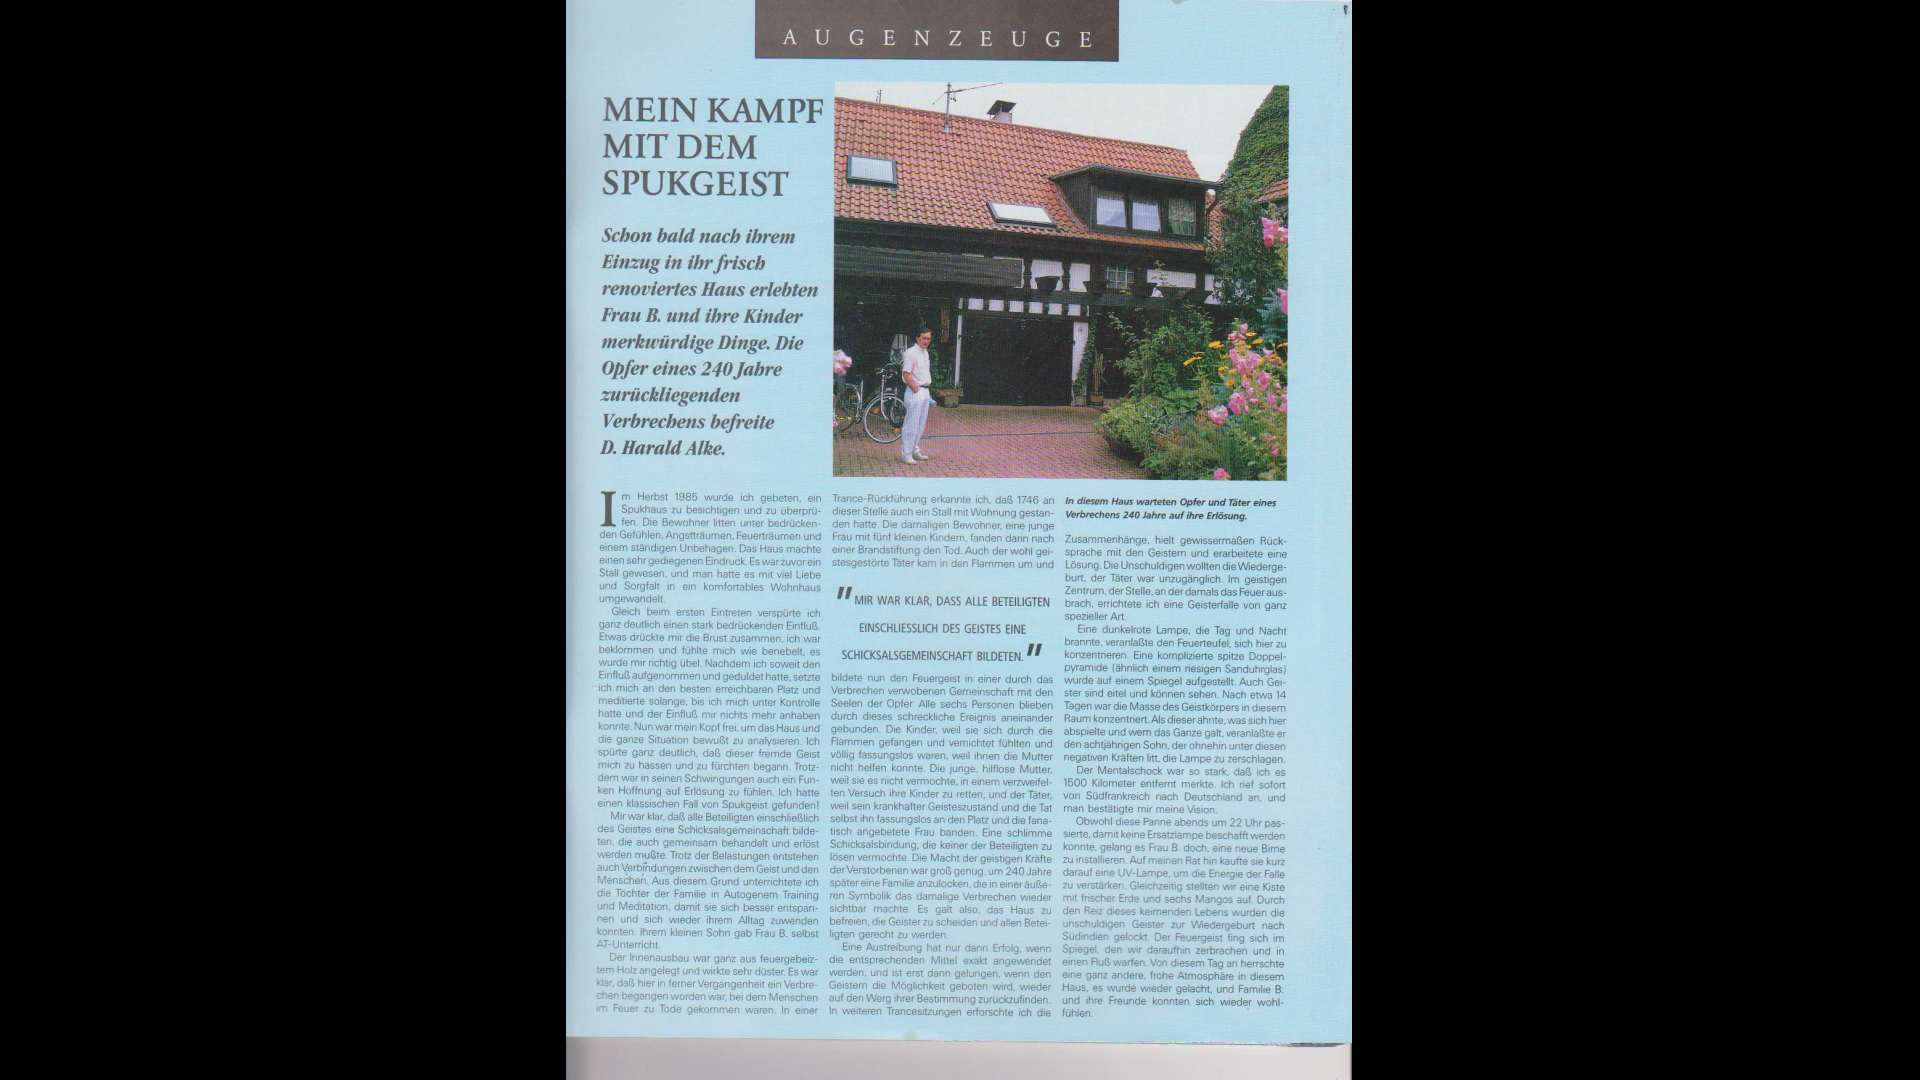 AUGENZEUGE
MEIN KAMPF
MIT DEM
SPUKGEIST
Schon bald nach ihrem
Einzug in ihr frisch
renoviertes Haus erlebten
Frau B. und ihre Kinder
merkwürdige Dinge. Die
Opfer eines 240 Jahre
zurückliegenden
Verbrechens befreite
D. Harald Alke.
Im Herbst 1985 wurde ich gebeten, ein
Spukhaus zu besichtigen und zu überprü-
fen. Die Bewohner litten unter bedrücken-
den Gefühlen, Angstträumen, Feuerträumen und
einem ständigen Unbehagen. Das Haus machte
einen sehr gediegenen Eindruck. Es war zuvor ein
Stall gewesen, und man hatte es mit viel Liebe
und Sorgfalt in ein komfortables Wohnhaus
umgewandelt.
Gleich beim ersten Eintreten verspürte ich
ganz deutlich einen stark bedrückenden Einfluß.
Etwas drückte mir die Brust zusammen, ich war
beklommen und fühlte mich wie benebelt, es
wurde mir richtig übel. Nachdem ich soweit den
Einfluß aufgenommen und geduldet hatte, setzte
ich mich an den besten erreichbaren Platz und
meditierte solange, bis ich mich unter Kontrolle
hatte und der Einfluß mir nichts mehr anhaben
konnte. Nun war mein Kopf frei, um das Haus und
die ganze Situation bewußt zu analysieren. Ich
spürte ganz deutlich, daß dieser fremde Geist
mich zu hassen und zu fürchten begann. Trotz-
dem war in seinen Schwingungen auch ein Fun-
ken Hoffnung auf Erlösung zu fühlen. Ich hatte
einen klassischen Fall von Spukgeist gefunden!
Mir war klar, daß alle Beteiligten einschließlich
des Geistes eine Schicksalsgemeinschaft bilde-
ten, die auch gemeinsam behandelt und erlöst
werden mußte. Trotz der Belastungen entstehen
auch Verbindungen zwischen dem Geist und den
Menschen. Aus diesem Grund unterrichtete ich
die Töchter der Familie in Autogenem Training
und Meditation, damit sie sich besser entspan-
nen und sich wieder ihrem Alltag zuwenden
konnten. Ihrem kleinen Sohn gab Frau B. selbst
AT-Unterricht.
Der Innenausbau war ganz aus feuergebeiz-
tem Holz angelegt und wirkte sehr düster. Es war
klar, daß hier in ferner Vergangenheit ein Verbre-
chen begangen worden war, bei dem Menschen
im Feuer zu Tode gekommen waren. In einer
Trance-Rückführung erkannte ich, daß 1746 an
dieser Stelle auch ein Stall mit Wohnung gestan-
den hatte. Die damaligen Bewohner, eine junge
Frau mit fünf kleinen Kindern, fanden darin nach
einer Brandstiftung den Tod. Auch der wohl gei-
stesgestörte Täter kam in den Flammen um und
"MIR WAR KLAR, DASS ALLE BETEILIGTEN
EINSCHLIESSLICH DES GEISTES EINE
SCHICKSALSGEMEINSCHAFT BILDETEN."
bildete nun den Feuergeist in einer durch das
Verbrechen verwobenen Gemeinschaft mit den
Seelen der Opfer. Alle sechs Personen blieben
durch dieses schreckliche Ereignis aneinander
gebunden. Die Kinder, weil sie sich durch die
Flammen gefangen und vernichtet fühlten und
völlig fassungslos waren, weil ihnen die Mutter
nicht helfen konnte. Die junge, hilflose Mutter,
weil sie es nicht vermochte, in einem verzweifel-
ten Versuch ihre Kinder zu retten, und der Täter,
weil sein krankhafter Geisteszustand und die Tat
selbst ihn fassungslos an den Platz und die fana-
tisch angebetete Frau banden. Eine schlimme
Schicksalsbindung, die keiner der Beteiligten zu
lösen vermochte. Die Macht der geistigen Kräfte
der Verstorbenen war groß genug, um 240 Jahre
später eine Familie anzulocken, die in einer äuße-
ren Symbolik das damalige Verbrechen wieder
sichtbar machte. Es galt also, das Haus zu
befreien, die Geister zu scheiden und allen Betei-
ligten gerecht zu werden.
Eine Austreibung hat nur dann Erfolg, wenn
die entsprechenden Mittel exakt angewendet
werden, und ist erst dann gelungen, wenn den
Geistern die Möglichkeit geboten wird, wieder
auf den Werg ihrer Bestimmung zurückzufinden.
In weiteren Trancesitzungen erforschte ich die
In diesem Haus warteten Opfer und Täter eines
Verbrechens 240 Jahre auf ihre Erlösung.
Zusammenhänge, hielt gewissermaßen Rück-
sprache mit den Geistern und erarbeitete eine
Lösung. Die Unschuldigen wollten die Wiederge-
burt, der Täter war unzugänglich. Im geistigen
Zentrum, der Stelle, an der damals das Feuer aus-
brach, errichtete ich eine Geisterfalle von ganz
spezieller Art.
Eine dunkelrote Lampe, die Tag und Nacht
brannte, veranlaßte den Feuerteufel, sich hier zu
konzentrieren. Eine komplizierte spitze Doppel-
pyramide (ähnlich einem riesigen Sanduhrglas)
wurde auf einem Spiegel aufgestellt. Auch Gei-
ster sind eitel und können sehen. Nach etwa 14
Tagen war die Masse des Geistkörpers in diesem
Raum konzentriert. Als dieser ahnte, was sich hier
abspielte und wem das Ganze galt, veranlaßte er
den achtjährigen Sohn, der ohnehin unter diesen
negativen Kräften litt, die Lampe zu zerschlagen.
Der Mentalschock war so stark, daß ich es
1500 Kilometer entfernt merkte. Ich rief sofort
von Südfrankreich nach Deutschland an, und
man bestätigte mir meine Vision.
Obwohl diese Panne abends um 22 Uhr pas-
sierte, damit keine Ersatzlampe beschafft werden
konnte, gelang es Frau B. doch, eine neue Birne
zu installieren. Auf meinen Rat hin kaufte sie kurz
darauf eine UV-Lampe, um die Energie der Falle
zu verstärken. Gleichzeitig stellten wir eine Kiste
mit frischer Erde und sechs Mangos auf. Durch
den Reiz dieses keimenden Lebens wurden die
unschuldigen Geister zur Wiedergeburt nach
Südindien gelockt. Der Feuergeist fing sich im
Spiegel, den wir daraufhin zerbrachen und in
einen Fluß warfen. Von diesem Tag an herrschte
eine ganz andere, frohe Atmosphäre in diesem
Haus, es wurde wieder gelacht, und Familie B.
und ihre Freunde konnten sich wieder wohl-
fühlen.